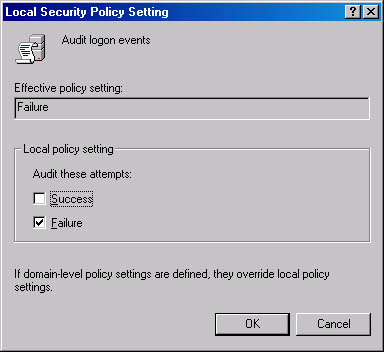 Local Security Policy Setting
Audit logon events
Effective policy setting:
Failure
Local policy setting
Audit these attempts:
Success
Failure
If domain-level policy settings are defined, they override local policy
settings.
OK
Cancel